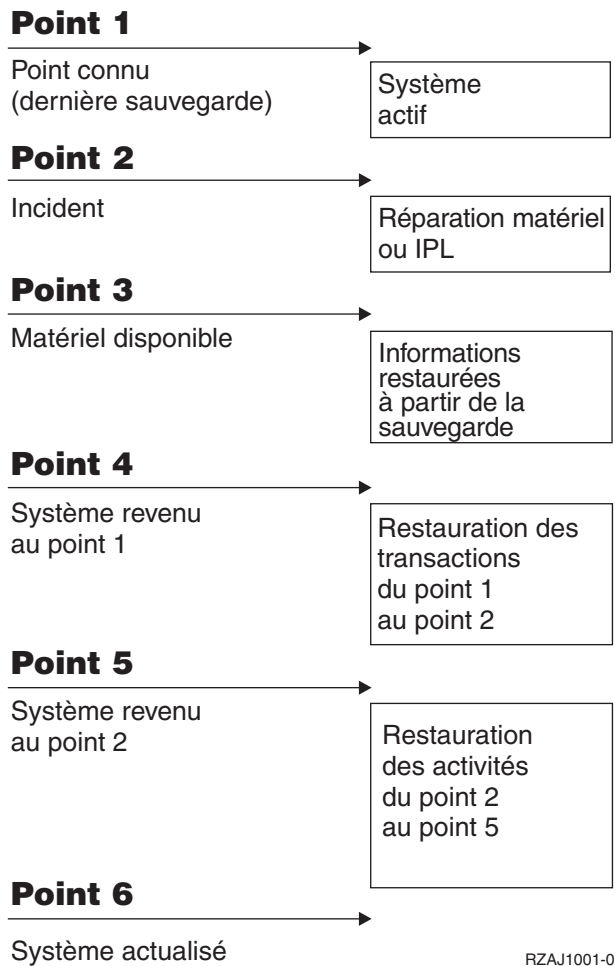 Point 1
Point connu
(dernière sauvegarde)
Système
actif
Point 2
Incident
Réparation matériel
ou IPL
Point 3
Matériel disponible
Informations
restaurées
à partir de la
sauvegarde
Point 4
Système revenu
au point 1
Restauration des
transactions
du point 1
au point 2
Point 5
Système revenu
au point 2
Restauration
des activités
du point 2
au point 5
Point 6
Système actualisé
RZAJ1001-0